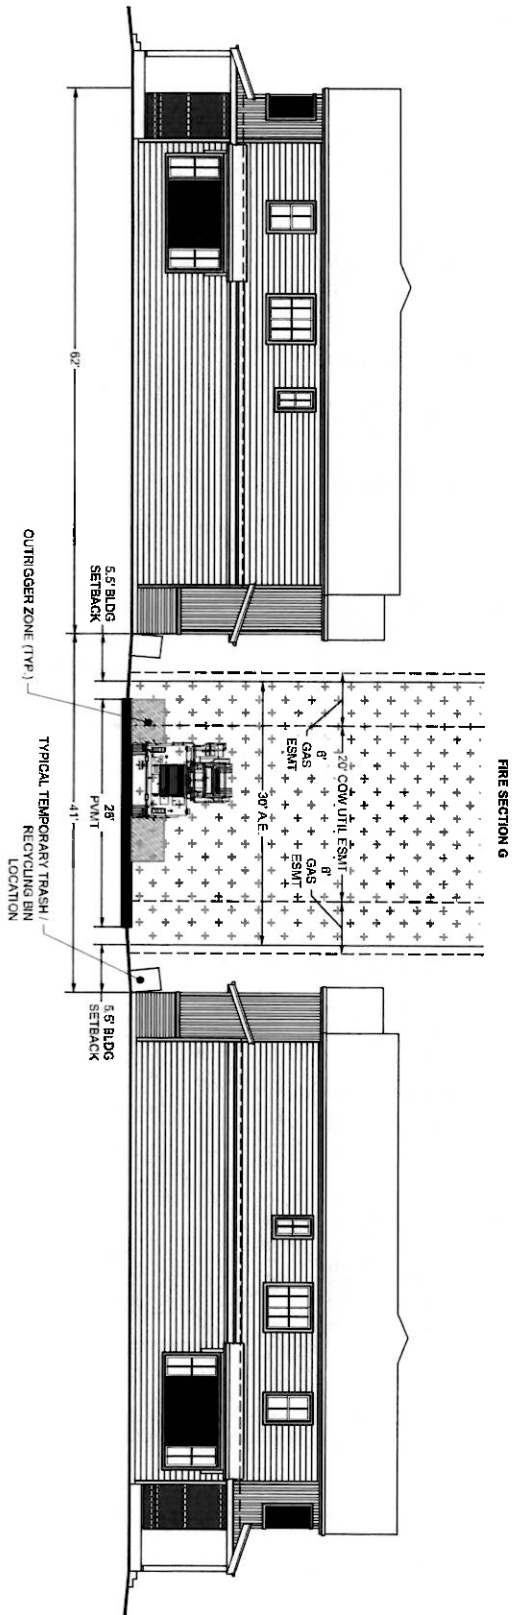 FIRE SECTION G
6'
GAS
ESMT
20' COW UTIL ESMT
6'
GAS
ESMT
30' A.E.
5.5' BLDG
SETBACK
26'
PVMT
5.5' BLDG
SETBACK
62'
41'
OUTRIGGER ZONE (TYP.)
TYPICAL TEMPORARY TRASH /
RECYCLING BIN
LOCATION